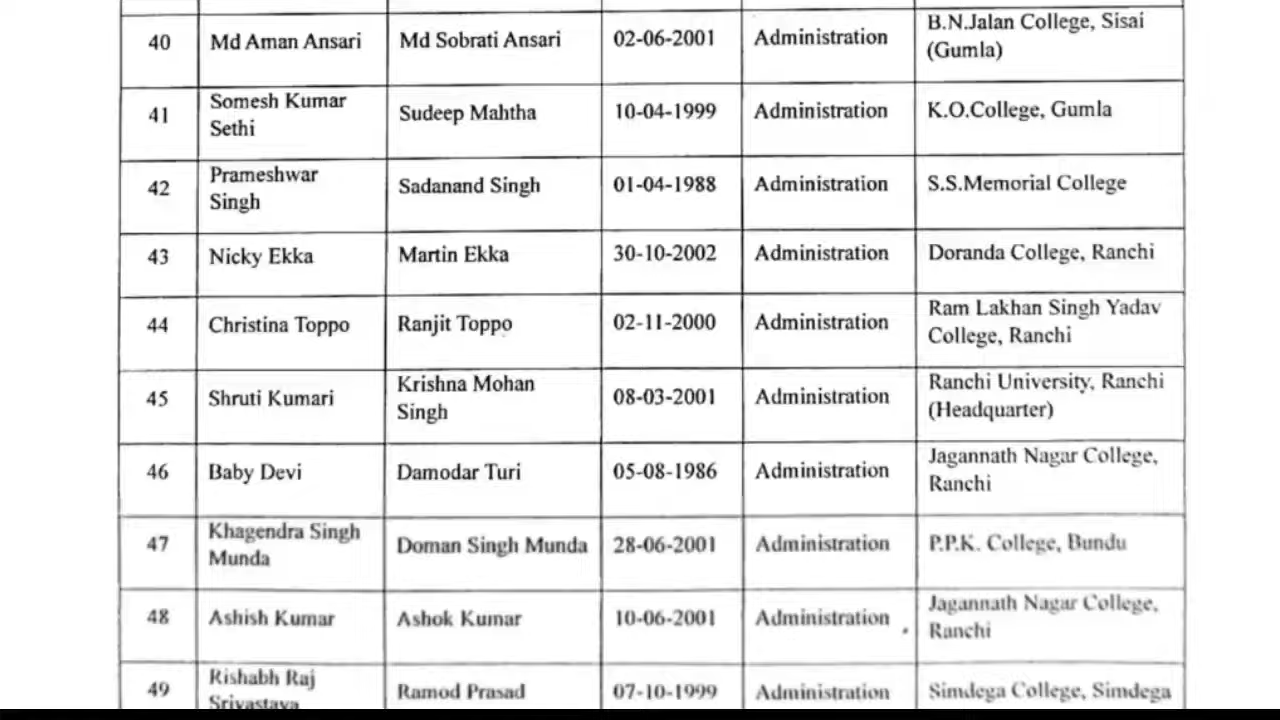 40 Md Aman Ansari Md Sobrati Ansari 02-06-2001 Administration B.N.Jalan College, Sisai
(Gumla)
41 Somesh Kumar Sudeep Mahtha 10-04-1999 Administration K.O.College, Gumla
Sethi
42 Prameshwar Sadanand Singh 01-04-1988 Administration S.S.Memorial College
Singh
43 Nicky Ekka Martin Ekka 30-10-2002 Administration Doranda College, Ranchi
44 Christina Toppo Ranjit Toppo 02-11-2000 Administration Ram Lakhan Singh Yadav
College, Ranchi
45 Shruti Kumari Krishna Mohan 08-03-2001 Administration Ranchi University, Ranchi
Singh (Headquarter)
46 Baby Devi Damodar Turi 05-08-1986 Administration Jagannath Nagar College,
Ranchi
47 Khagendra Singh Doman Singh Munda 28-06-2001 Administration P.P.K. College, Bundu
Munda
48 Ashish Kumar Ashok Kumar 10-06-2001 Administration Jagannath Nagar College,
Ranchi
49 Rishabh Raj Ramod Prasad 07-10-1999 Administration Simdega College, Simdega
Srivastava